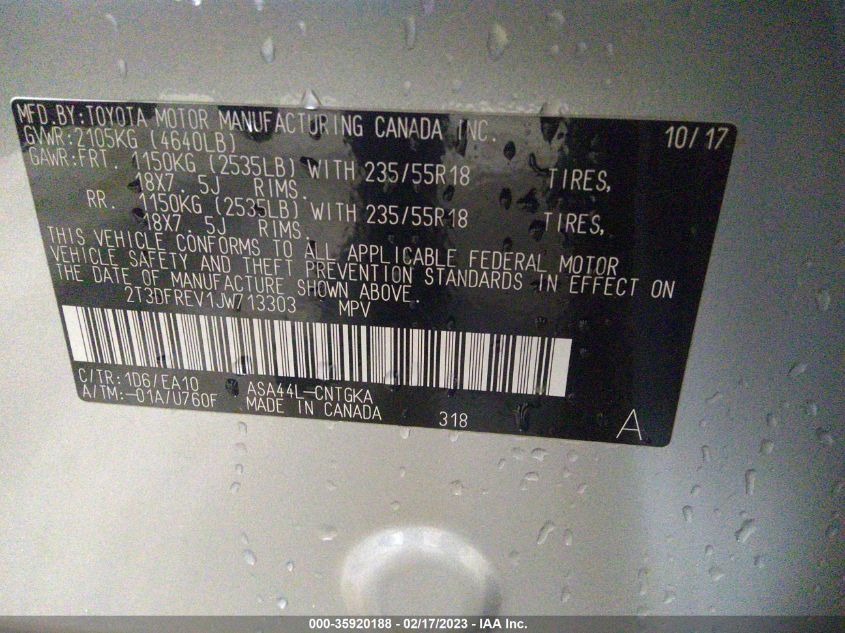 MFD.BY:TOYOTA MOTOR MANUFACTURING CANADA INC. 10/17
GVWR:2105KG (4640LB)
GAWR:FRT. 1150KG (2535LB) WITH 235/55R18 TIRES,
18X7.5J RIMS.
RR. 1150KG (2535LB) WITH 235/55R18 TIRES,
18X7.5J RIMS.
THIS VEHICLE CONFORMS TO ALL APPLICABLE FEDERAL MOTOR
VEHICLE SAFETY AND THEFT PREVENTION STANDARDS IN EFFECT ON
THE DATE OF MANUFACTURE SHOWN ABOVE.
2T3DFREV1JW713303 MPV
C/TR:1D6/EA10 ASA44L-CNTGKA
A/TM:-01A/U760F MADE IN CANADA 318 A
000-35920188 - 02/17/2023 - IAA Inc.